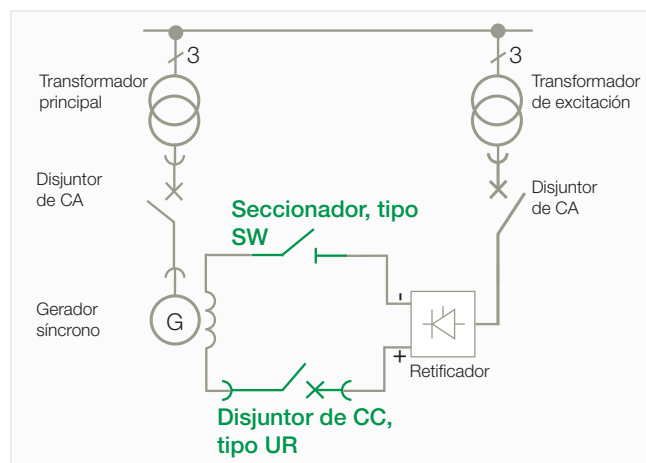 3
3
Transformador
principal
Transformador
de excitación
Disjuntor
de CA
Disjuntor
de CA
Seccionador, tipo
SW
Gerador
síncrono
G
-
+
Retificador
Disjuntor de CC,
tipo UR